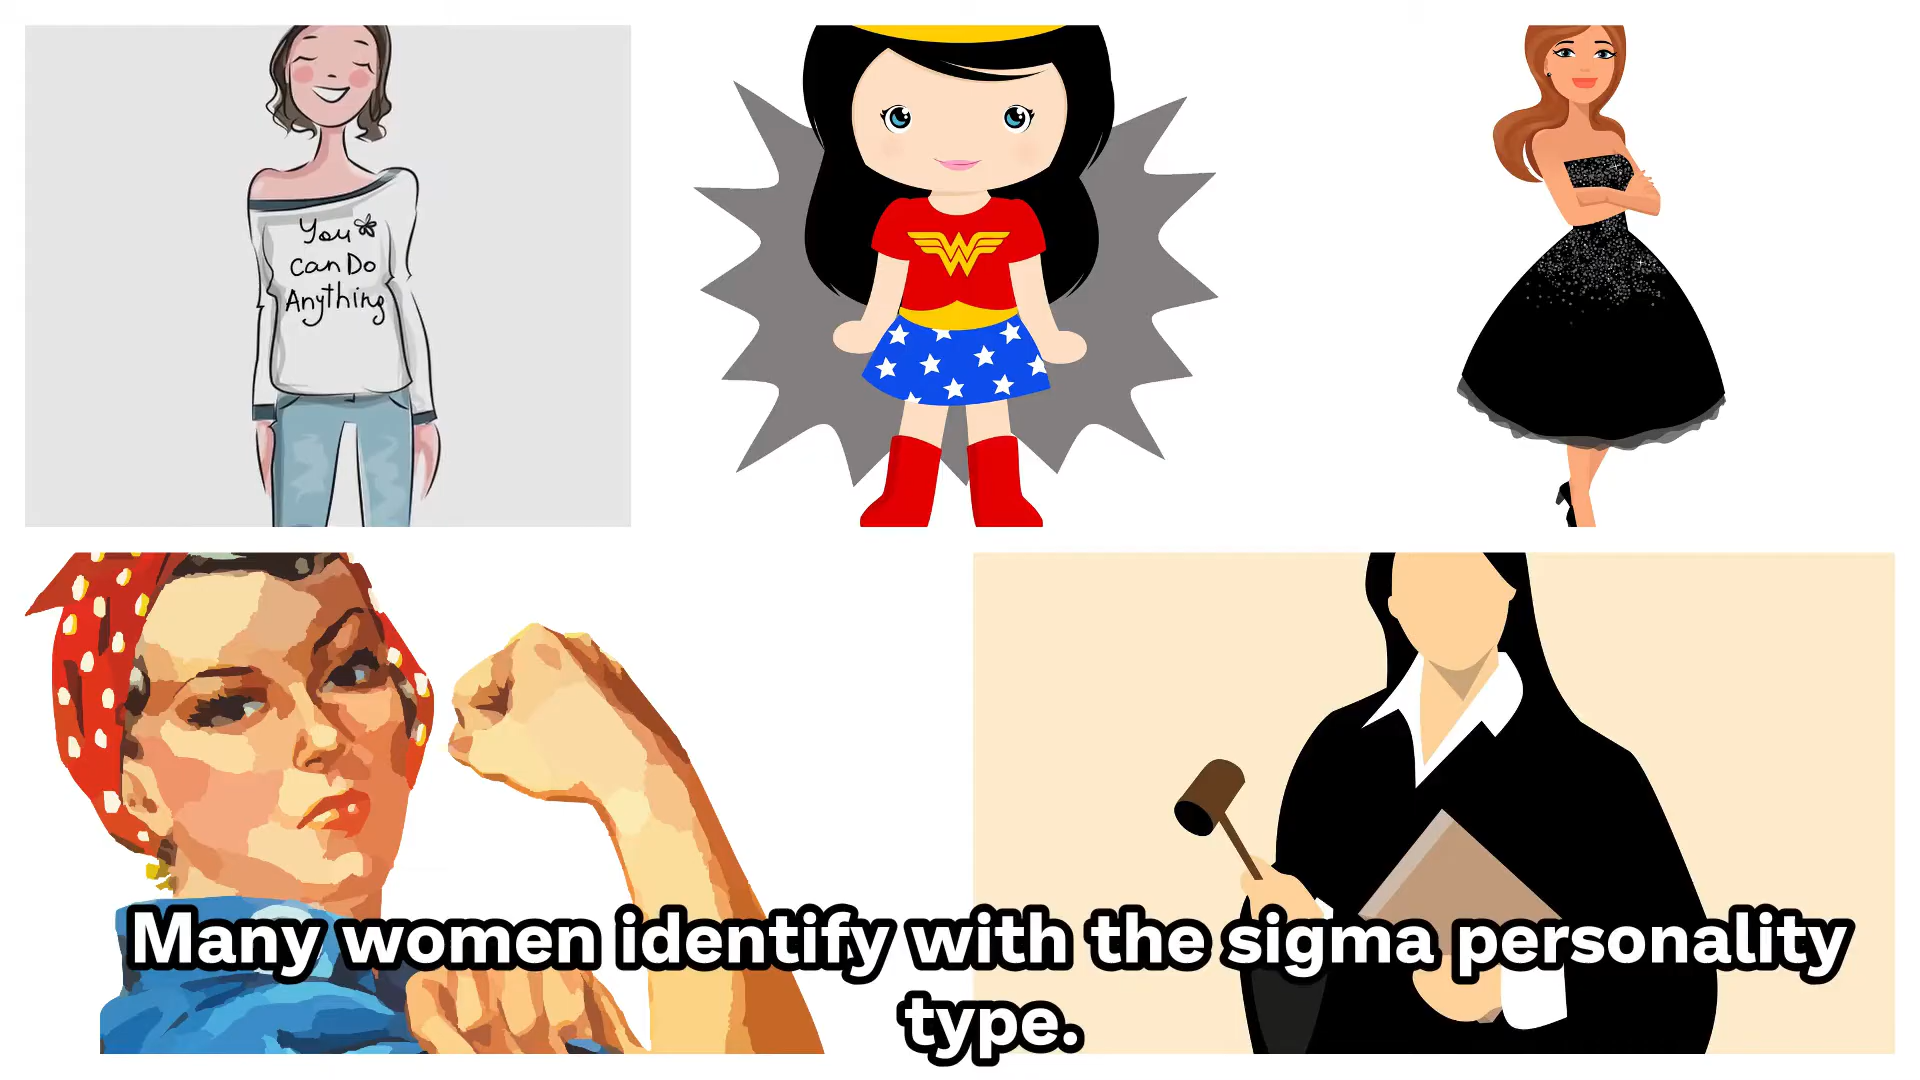 You
Can Do
Anything
W
Many women identify with the sigma personality
type.